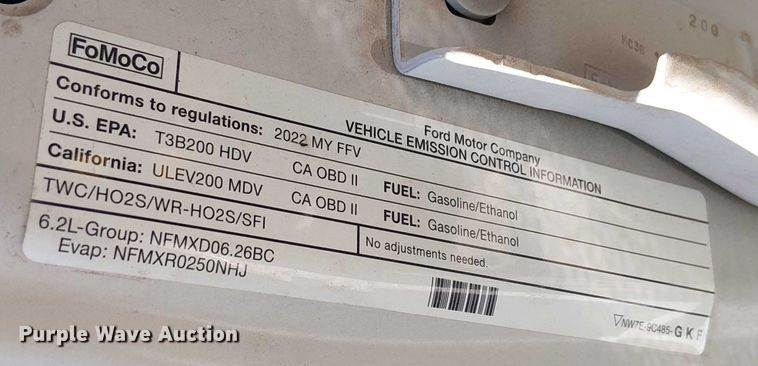 200
FoMoCo
Ford Motor Company
VEHICLE EMISSION CONTROL INFORMATION
Conforms to regulations: 2022 MY FFV
U.S. EPA: T3B200 HDV CA OBD II FUEL: Gasoline/Ethanol
California: ULEV200 MDV CA OBD II FUEL: Gasoline/Ethanol
TWC/HO2S/WR-HO2S/SFI No adjustments needed.
6.2L-Group: NFMXD06.26BC
Evap: NFMXR0250NHJ
NW7E-9C485-GKF
Purple Wave Auction